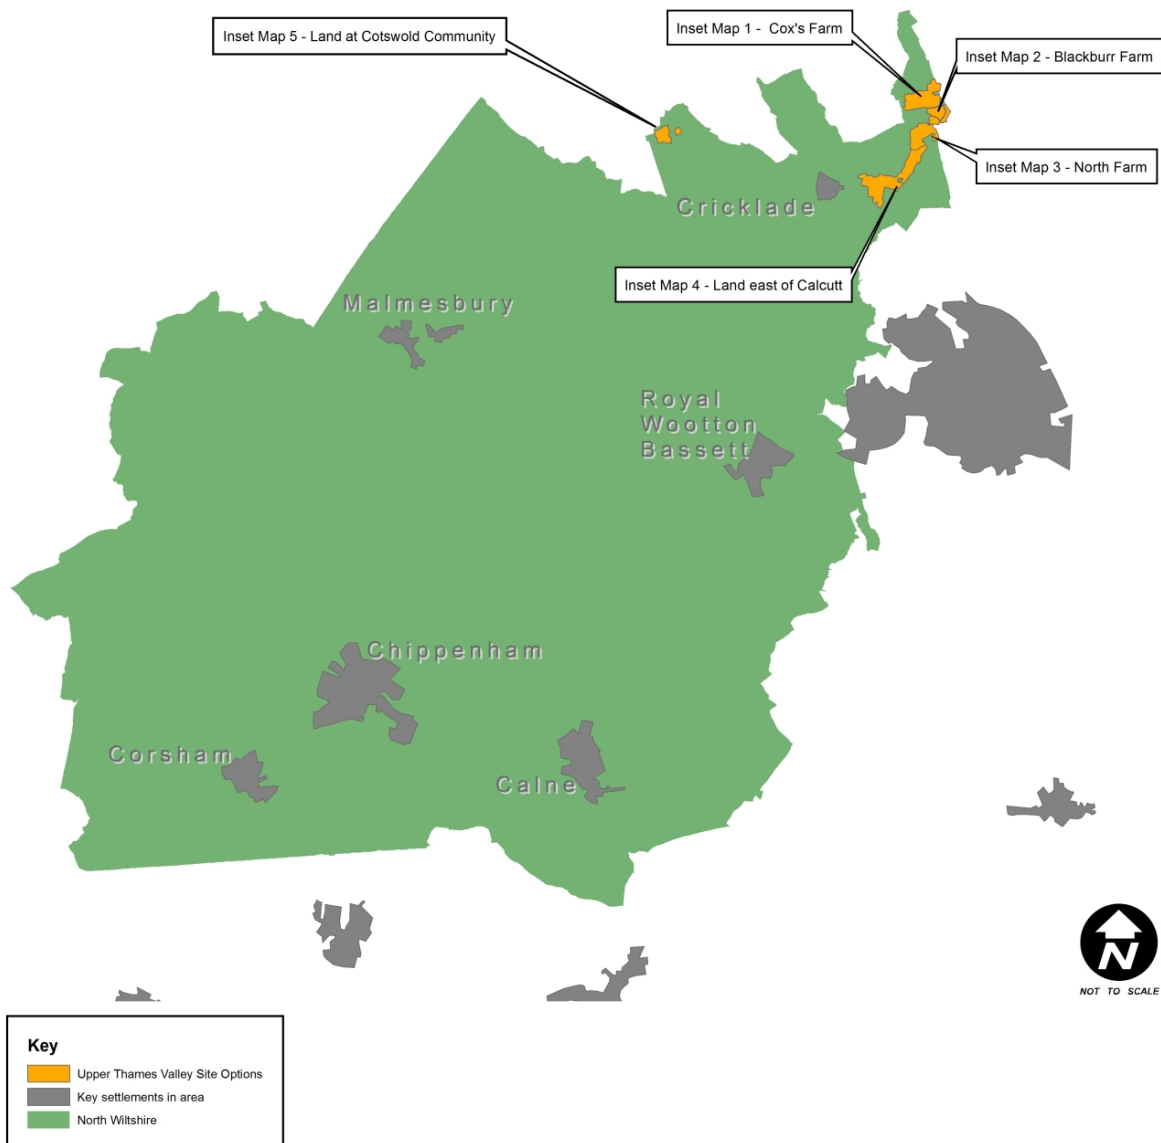 Inset Map 5 - Land at Cotswold Community
Inset Map 1 -  Cox's Farm
Inset Map 2 - Blackburr Farm
Inset Map 3 - North Farm
Cricklade
Inset Map 4 - Land east of Calcutt
Malmesbury
Royal
Wootton
Bassett
Chippenham
Corsham
Calne
N
NOT TO SCALE
Key
Upper Thames Valley Site Options
Key settlements in area
North Wiltshire